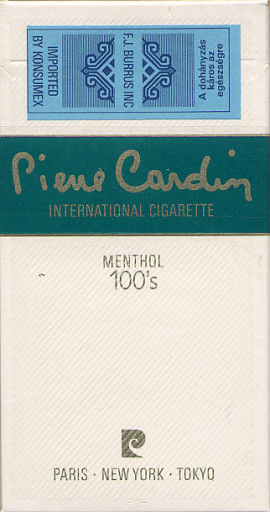 IMPORTED
BY KONSUMEX
F.J. BURRUS INC
A dohányzás
káros az
egészségre
Pierre Cardin
INTERNATIONAL CIGARETTE
MENTHOL
100's
PARIS · NEW YORK · TOKYO